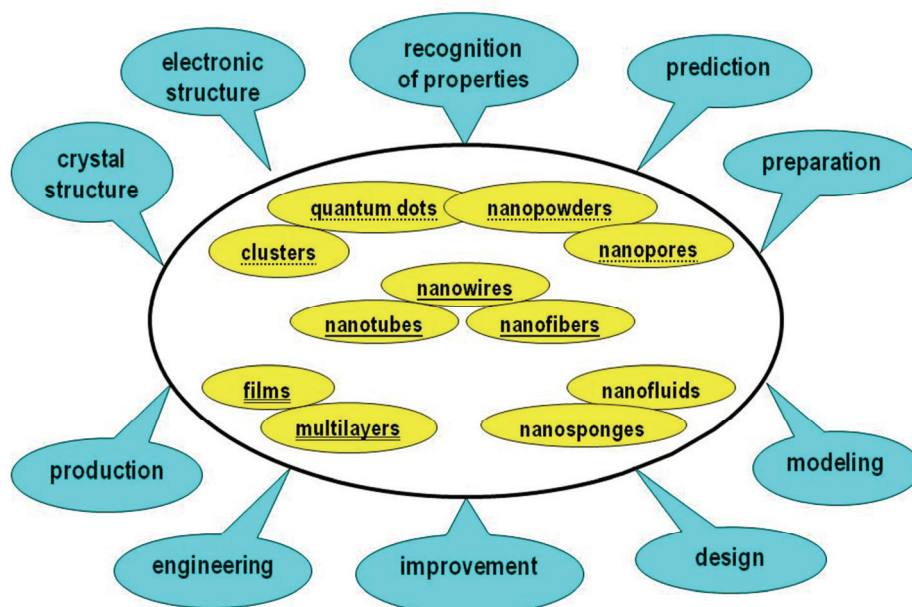 electronic
structure
recognition
of properties
prediction
crystal
structure
preparation
quantum dots
nanopowders
clusters
nanopores
nanowires
nanotubes
nanofibers
films
nanofluids
multilayers
nanosponges
production
modeling
engineering
improvement
design